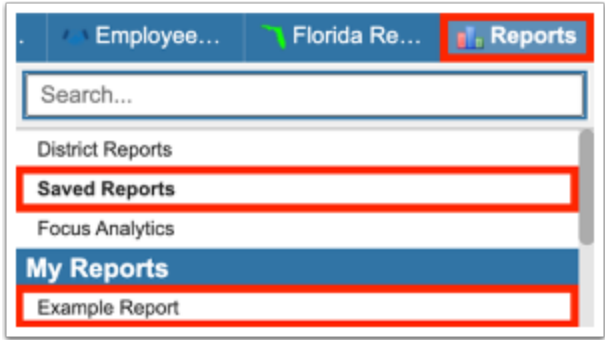 . Employee... Florida Re... Reports
Search...
District Reports
Saved Reports
Focus Analytics
My Reports
Example Report